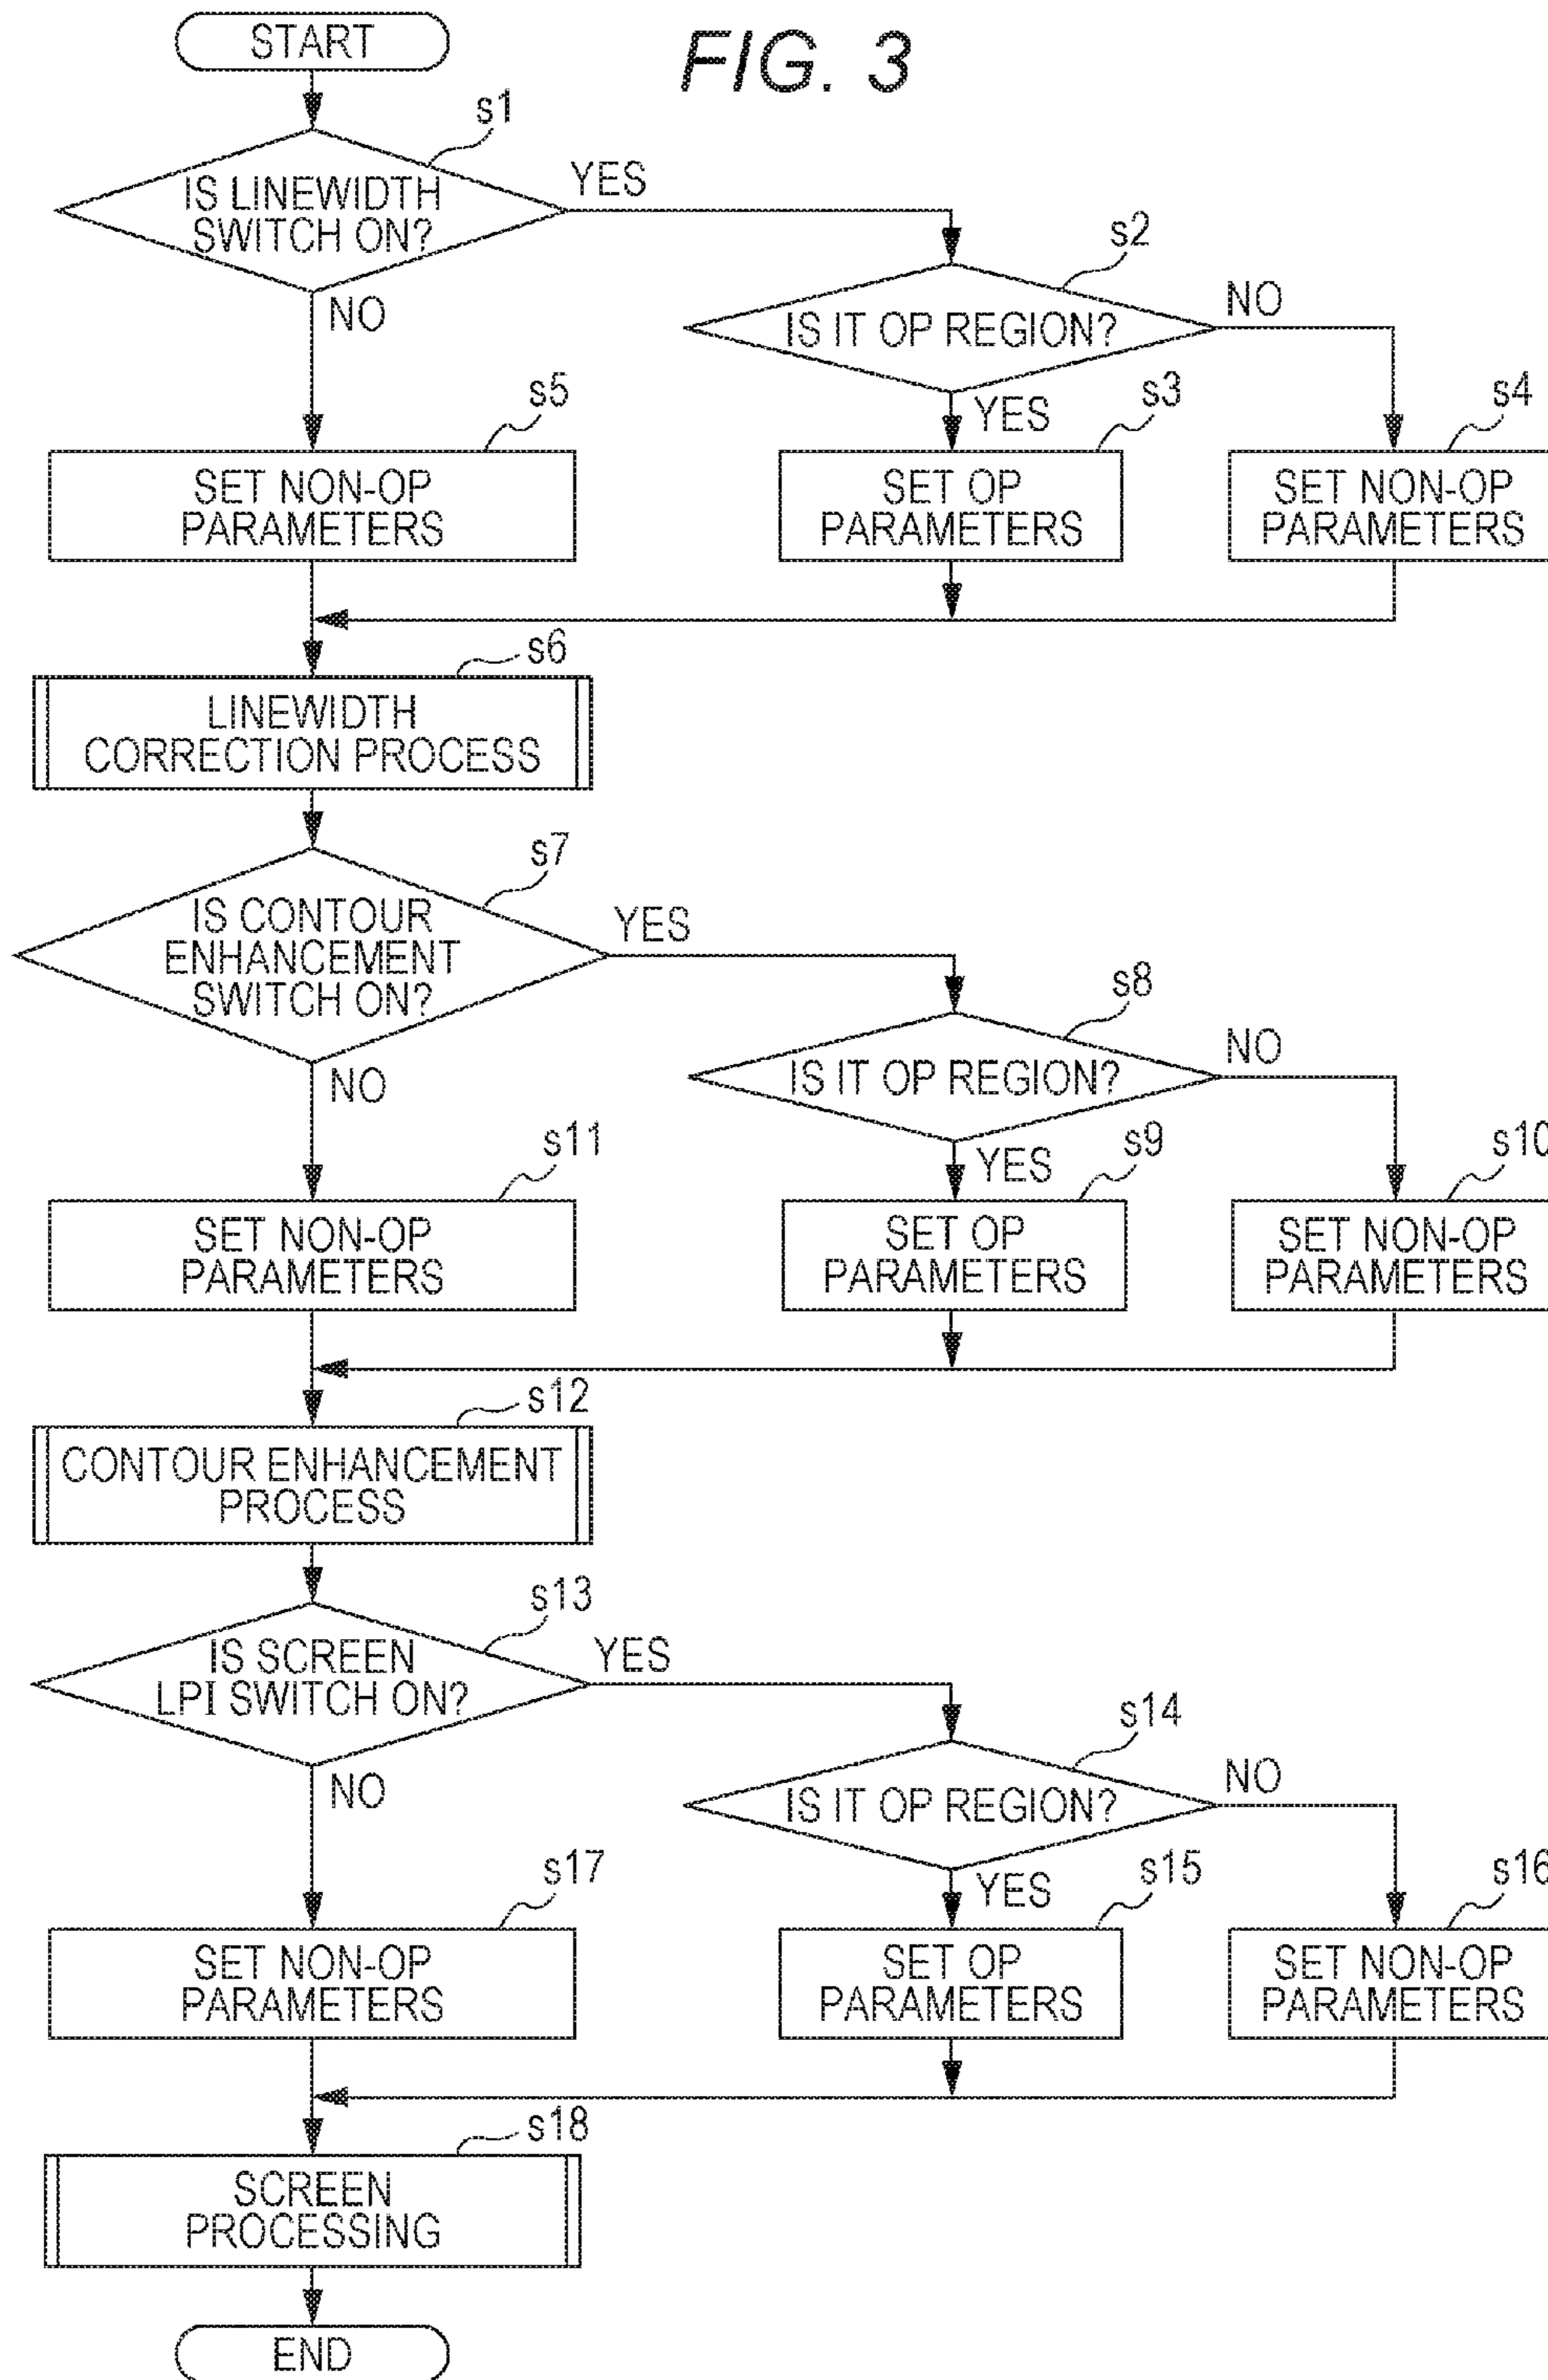 START
FIG. 3
s1
IS LINEWIDTH
SWITCH ON?
YES
NO
s2
IS IT OP REGION?
NO
YES
s5
SET NON-OP
PARAMETERS
s3
SET OP
PARAMETERS
s4
SET NON-OP
PARAMETERS
s6
LINEWIDTH
CORRECTION PROCESS
s7
IS CONTOUR
ENHANCEMENT
SWITCH ON?
YES
NO
s8
IS IT OP REGION?
NO
YES
s11
SET NON-OP
PARAMETERS
s9
SET OP
PARAMETERS
s10
SET NON-OP
PARAMETERS
s12
CONTOUR ENHANCEMENT
PROCESS
s13
IS SCREEN
LPI SWITCH ON?
YES
NO
s14
IS IT OP REGION?
NO
YES
s17
SET NON-OP
PARAMETERS
s15
SET OP
PARAMETERS
s16
SET NON-OP
PARAMETERS
s18
SCREEN
PROCESSING
END